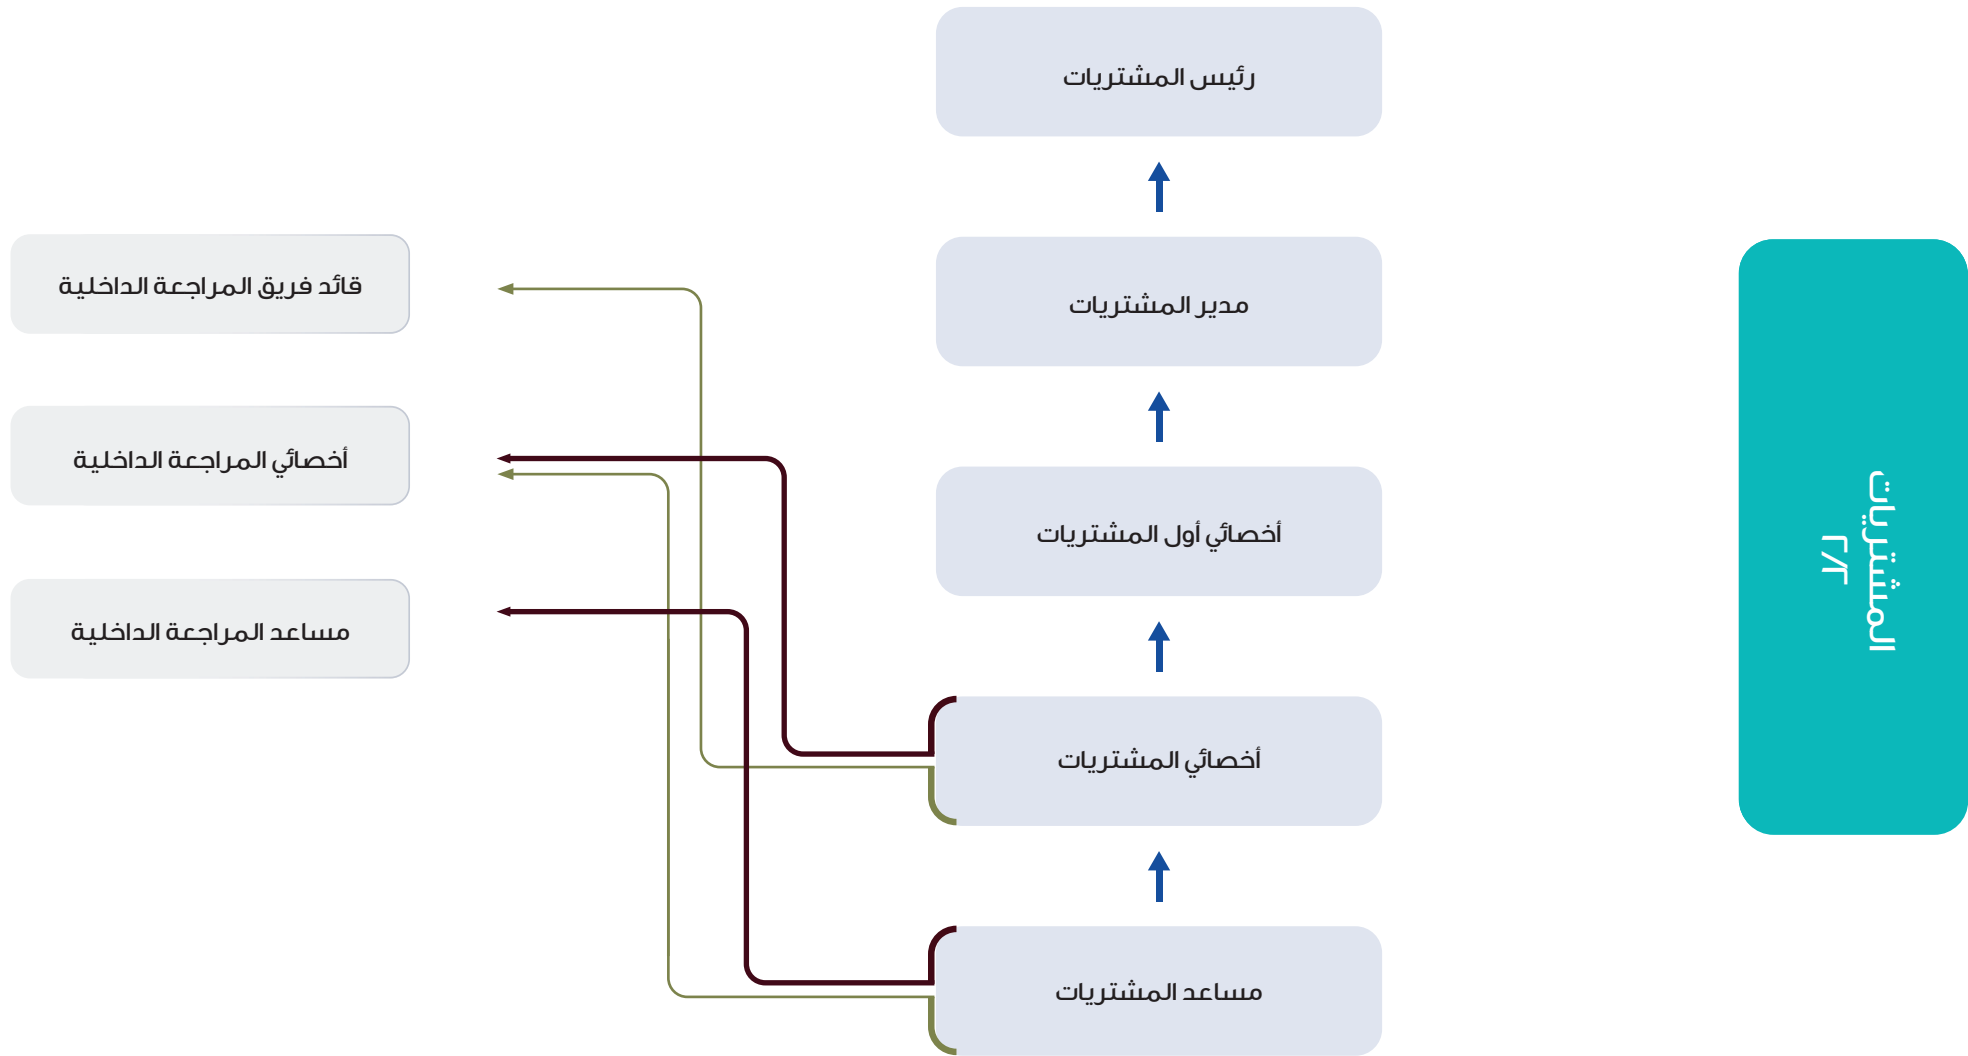 المشتريات
٢/٢
رئيس المشتريات
مدير المشتريات
أخصائي أول المشتريات
أخصائي المشتريات
مساعد المشتريات
قائد فريق المراجعة الداخلية
أخصائي المراجعة الداخلية
مساعد المراجعة الداخلية